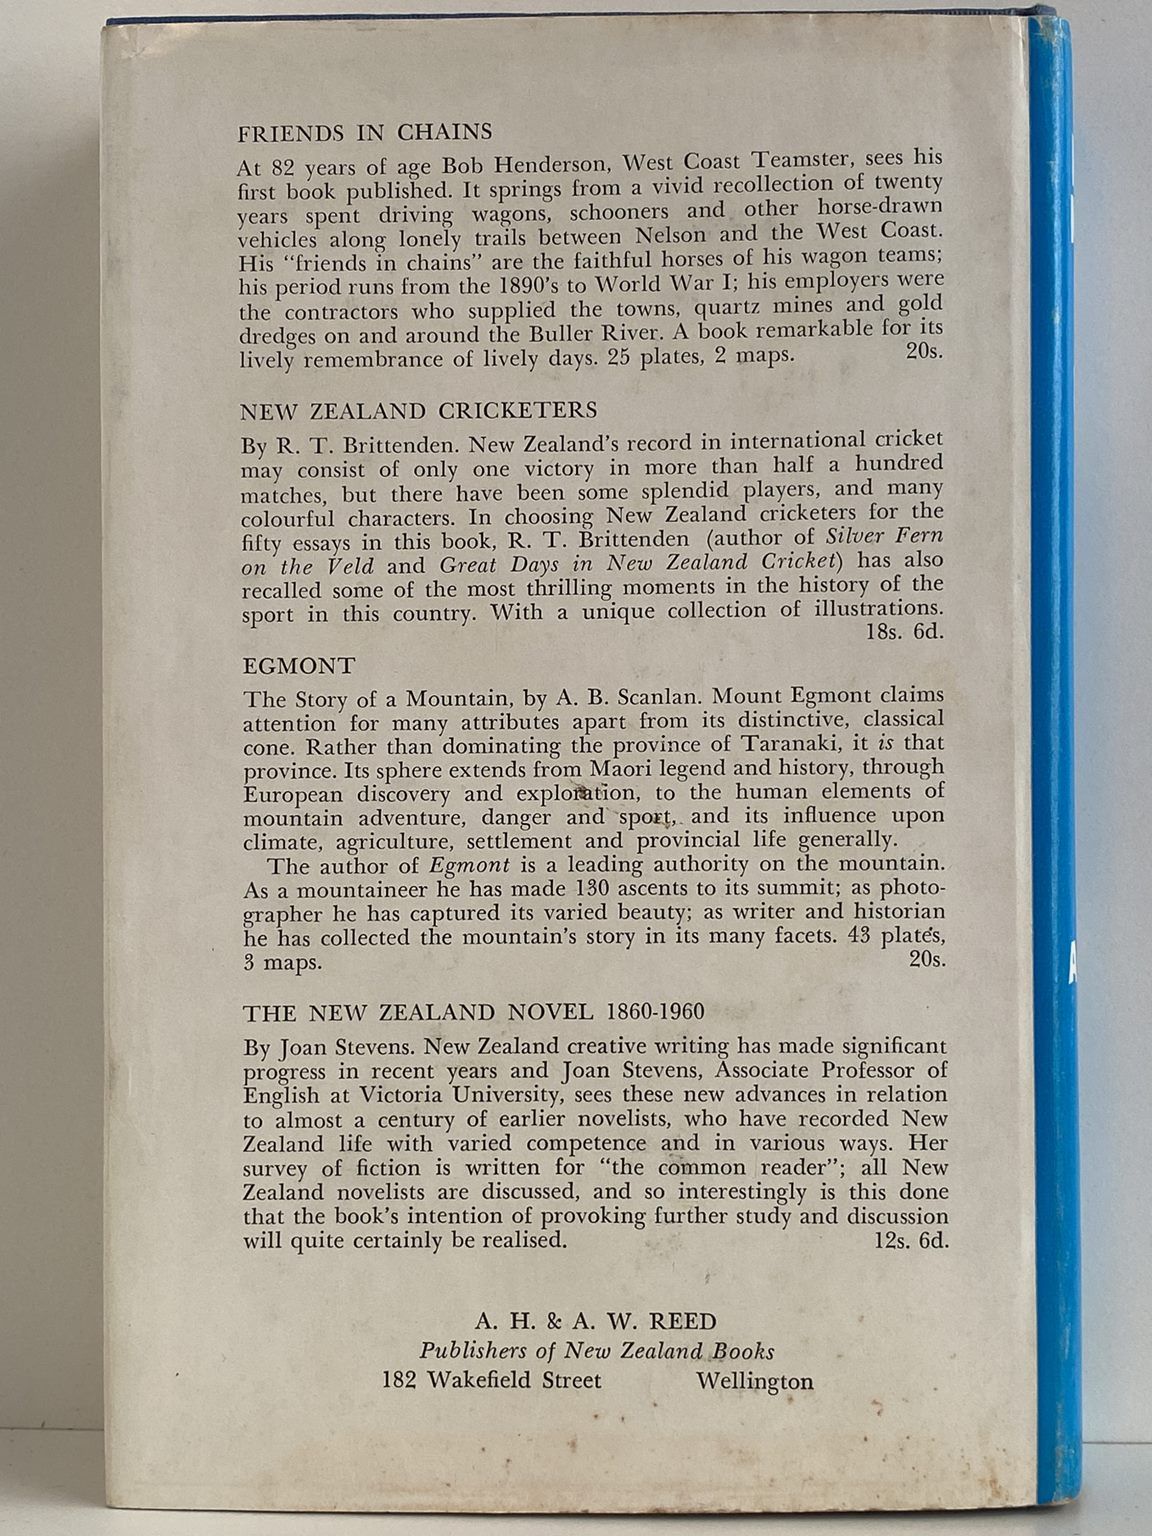 FRIENDS IN CHAINS
At 82 years of age Bob Henderson, West Coast Teamster, sees his
first book published. It springs from a vivid recollection of twenty
years spent driving wagons, schooners and other horse-drawn
vehicles along lonely trails between Nelson and the West Coast.
His “friends in chains” are the faithful horses of his wagon teams;
his period runs from the 1890's to World War I; his employers were
the contractors who supplied the towns, quartz mines and gold
dredges on and around the Buller River. A book remarkable for its
lively remembrance of lively days. 25 plates, 2 maps. 20s.
NEW ZEALAND CRICKETERS
By R. T. Brittenden. New Zealand's record in international cricket
may consist of only one victory in more than half a hundred
matches, but there have been some splendid players, and many
colourful characters. In choosing New Zealand cricketers for the
fifty essays in this book, R. T. Brittenden (author of Silver Fern
on the Veld and Great Days in New Zealand Cricket) has also
recalled some of the most thrilling moments in the history of the
sport in this country. With a unique collection of illustrations.
18s. 6d.
EGMONT
The Story of a Mountain, by A. B. Scanlan. Mount Egmont claims
attention for many attributes apart from its distinctive, classical
cone. Rather than dominating the province of Taranaki, it is that
province. Its sphere extends from Maori legend and history, through
European discovery and exploration, to the human elements of
mountain adventure, danger and sport, and its influence upon
climate, agriculture, settlement and provincial life generally.
The author of Egmont is a leading authority on the mountain.
As a mountaineer he has made 130 ascents to its summit; as photo-
grapher he has captured its varied beauty; as writer and historian
he has collected the mountain's story in its many facets. 43 plates,
3 maps. 20s.
THE NEW ZEALAND NOVEL 1860-1960
By Joan Stevens. New Zealand creative writing has made significant
progress in recent years and Joan Stevens, Associate Professor of
English at Victoria University, sees these new advances in relation
to almost a century of earlier novelists, who have recorded New
Zealand life with varied competence and in various ways. Her
survey of fiction is written for “the common reader”; all New
Zealand novelists are discussed, and so interestingly is this done
that the book's intention of provoking further study and discussion
will quite certainly be realised. 12s. 6d.
A. H. & A. W. REED
Publishers of New Zealand Books
182 Wakefield Street Wellington